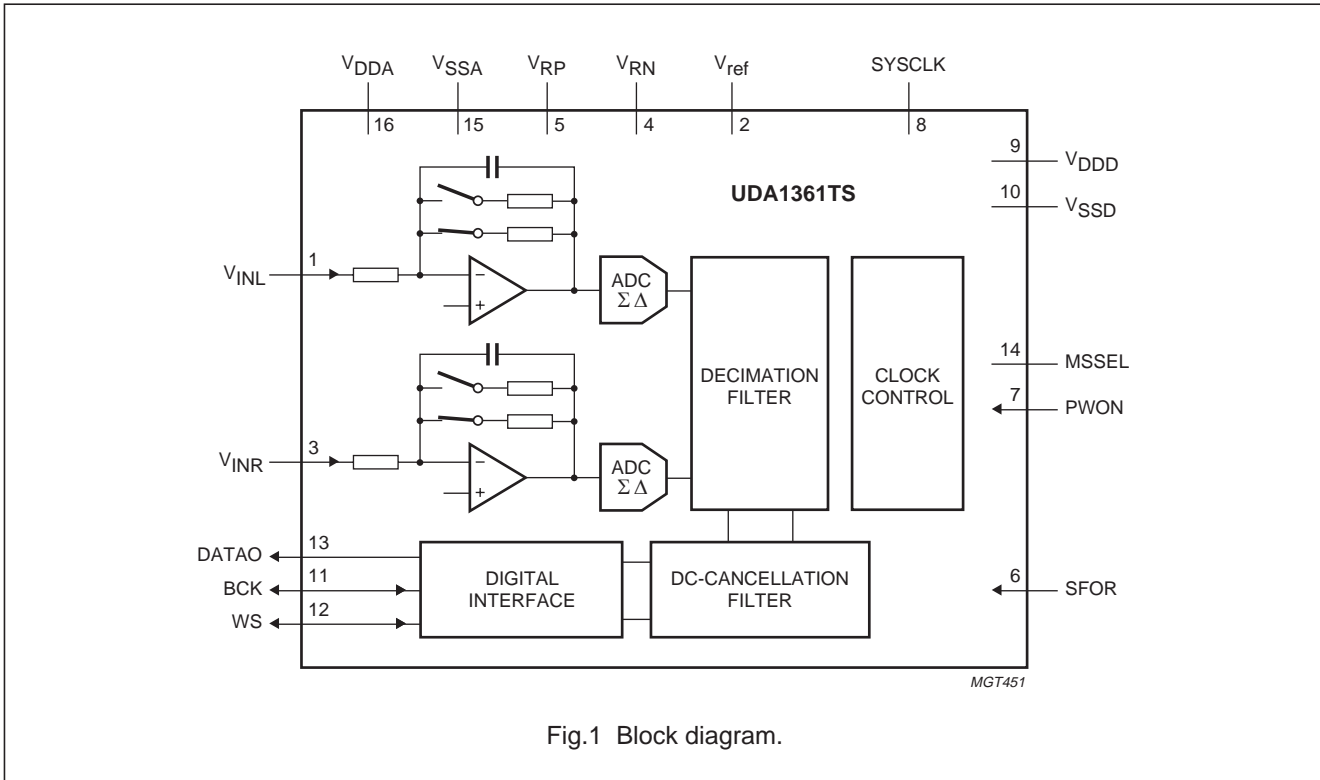 VDDA VSSA VRP VRN Vref SYSCLK
16 15 5 4 2 8
9 VDDD
UDA1361TS
10 VSSD
VINL 1
−
+
ADC
ΣΔ
DECIMATION
FILTER
CLOCK
CONTROL
14 MSSEL
7 PWON
VINR 3
−
+
ADC
ΣΔ
DATAO 13
BCK 11
WS 12
DIGITAL
INTERFACE
DC-CANCELLATION
FILTER
6 SFOR
MGT451
Fig.1 Block diagram.